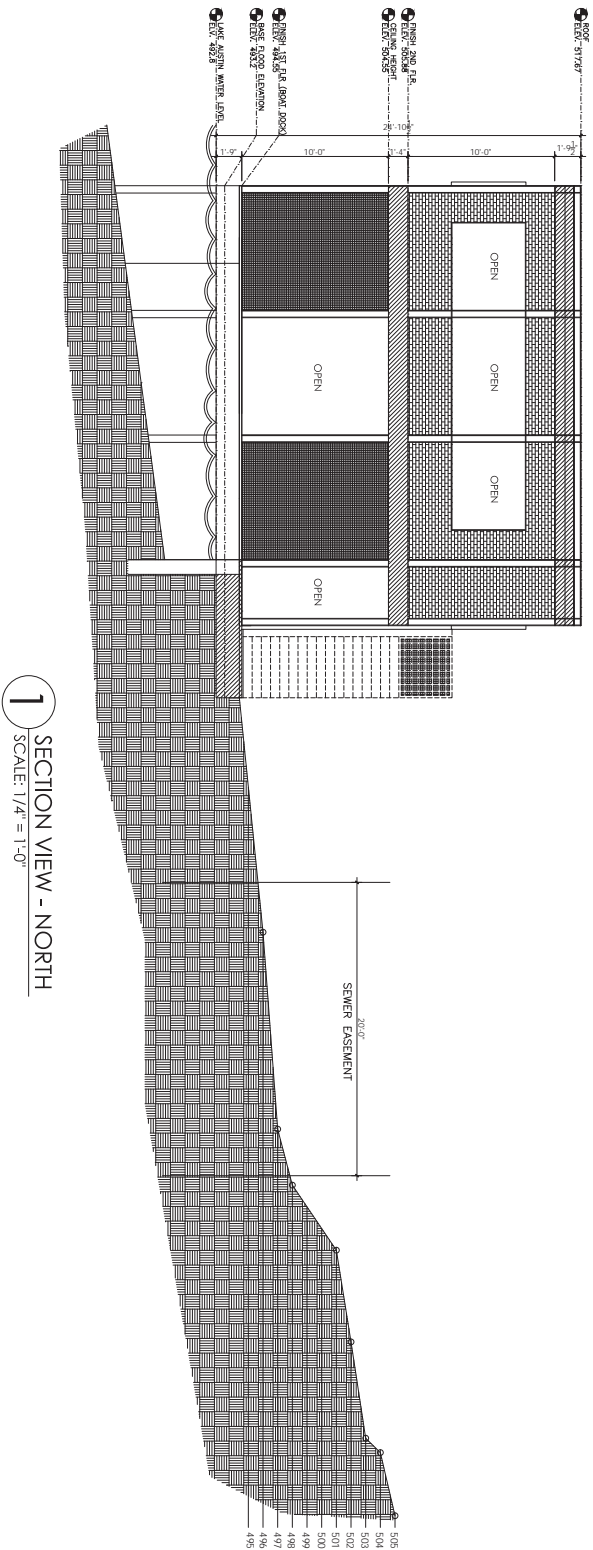 ROOF
ELEV. 517.67
FINISH 2ND FLR.
ELEV. 505.88
CEILING HEIGHT
ELEV. 504.55
FINISH 1ST FLR (BOAT DOCK)
ELEV. 494.55
BASE FLOOD ELEVATION
ELEV. 493.2
LAKE AUSTIN WATER LEVEL
ELV. 492.8
1'-9"
10'-0"
1'-4"
10'-0"
OPEN
OPEN
OPEN
OPEN
OPEN
20'-0"
SEWER EASEMENT
505
504
503
502
501
500
499
498
497
496
495
1
SECTION VIEW - NORTH
SCALE: 1/4" = 1'-0"